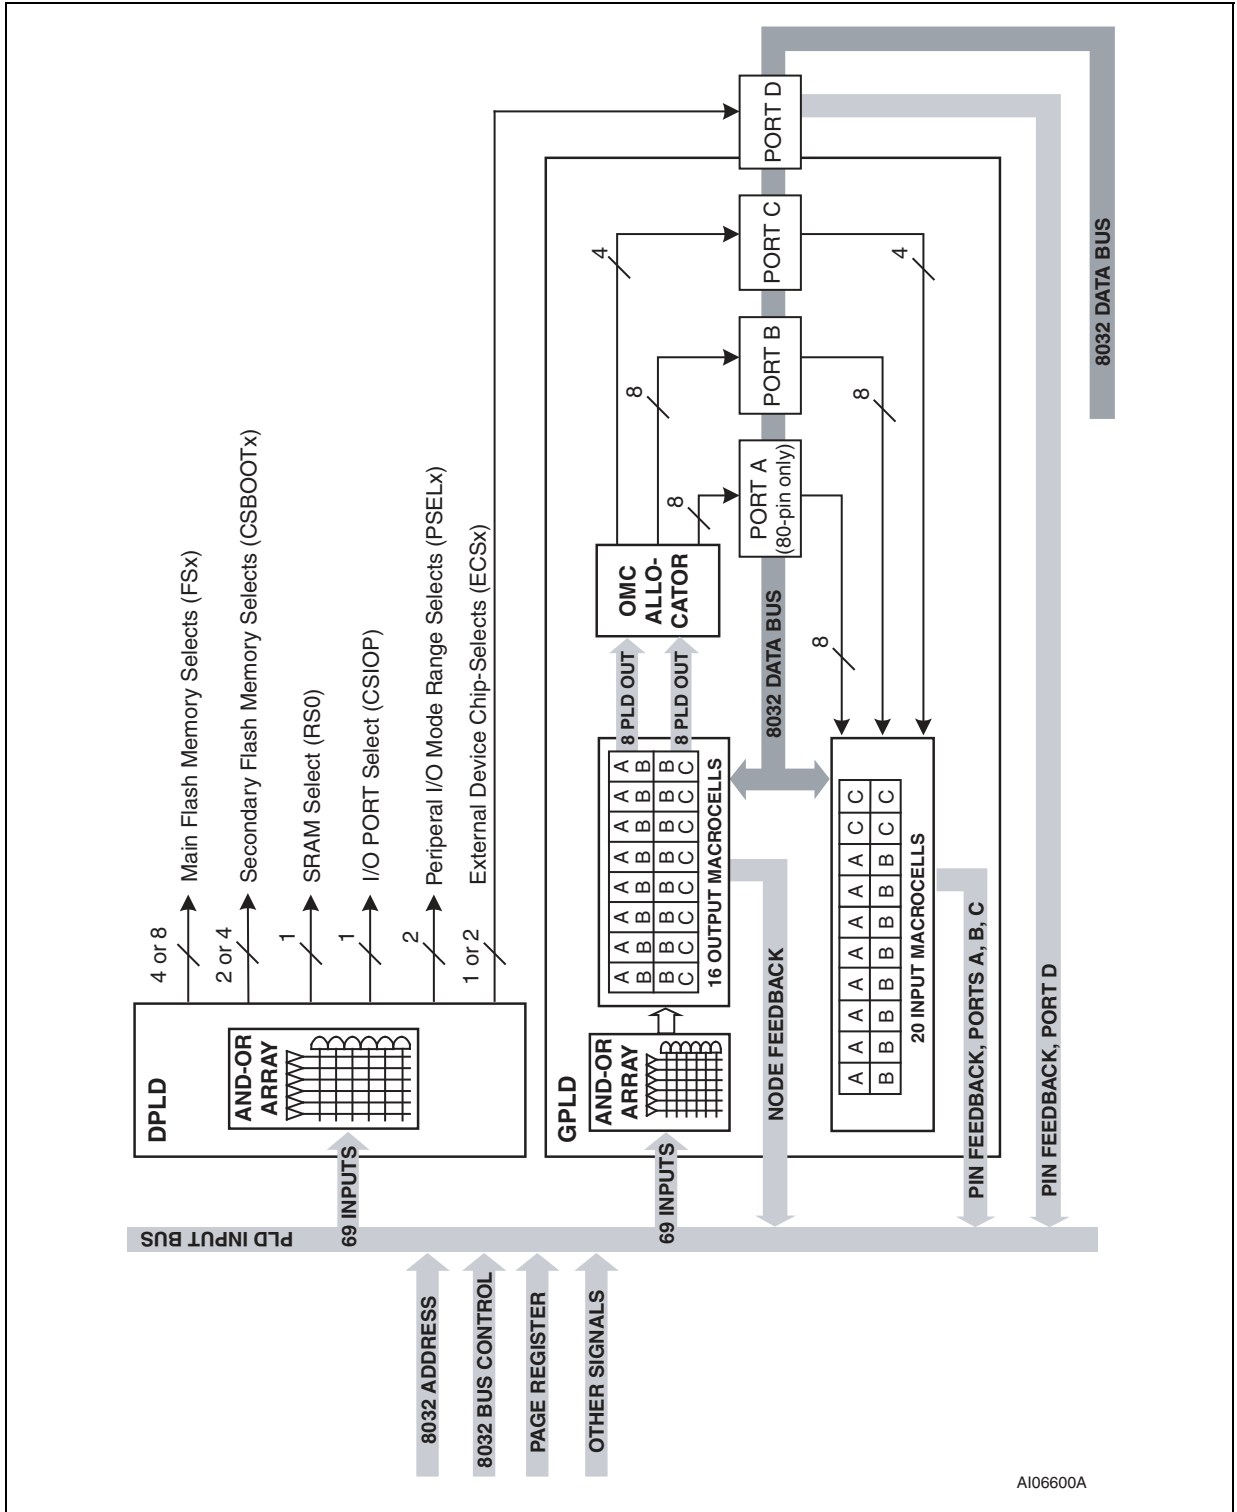 8032 ADDRESS
8032 BUS CONTROL
PAGE REGISTER
OTHER SIGNALS
PLD INPUT BUS
69 INPUTS
69 INPUTS
DPLD
AND-OR
ARRAY
4 or 8
Main Flash Memory Selects (FSx)
2 or 4
Secondary Flash Memory Selects (CSBOOTx)
1
SRAM Select (RS0)
1
I/O PORT Select (CSIOP)
2
Periperal I/O Mode Range Selects (PSELx)
1 or 2
External Device Chip-Selects (ECSx)
GPLD
AND-OR
ARRAY
A A A A A A A A
B B B B B B B B
B B B B B B B B
C C C C C C C C
16 OUTPUT MACROCELLS
8 PLD OUT
8 PLD OUT
OMC
ALLO-
CATOR
8
8
4
PORT A
(80-pin only)
PORT B
PORT C
PORT D
8032 DATA BUS
8032 DATA BUS
8
8
4
A A A A A A A A C C
B B B B B B B B C C
20 INPUT MACROCELLS
NODE FEEDBACK
PIN FEEDBACK, PORTS A, B, C
PIN FEEDBACK, PORT D
AI06600A